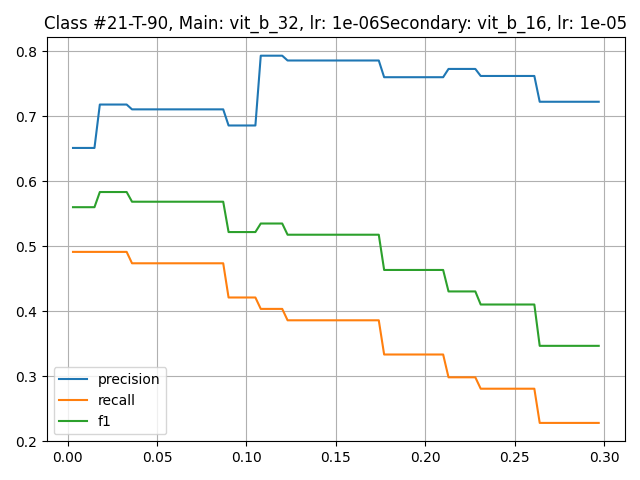 Class #21-T-90, Main: vit_b_32, lr: 1e-06Secondary: vit_b_16, lr: 1e-05
0.8
0.7
0.6
0.5
0.4
0.3
0.2
precision
recall
f1
0.00 0.05 0.10 0.15 0.20 0.25 0.30